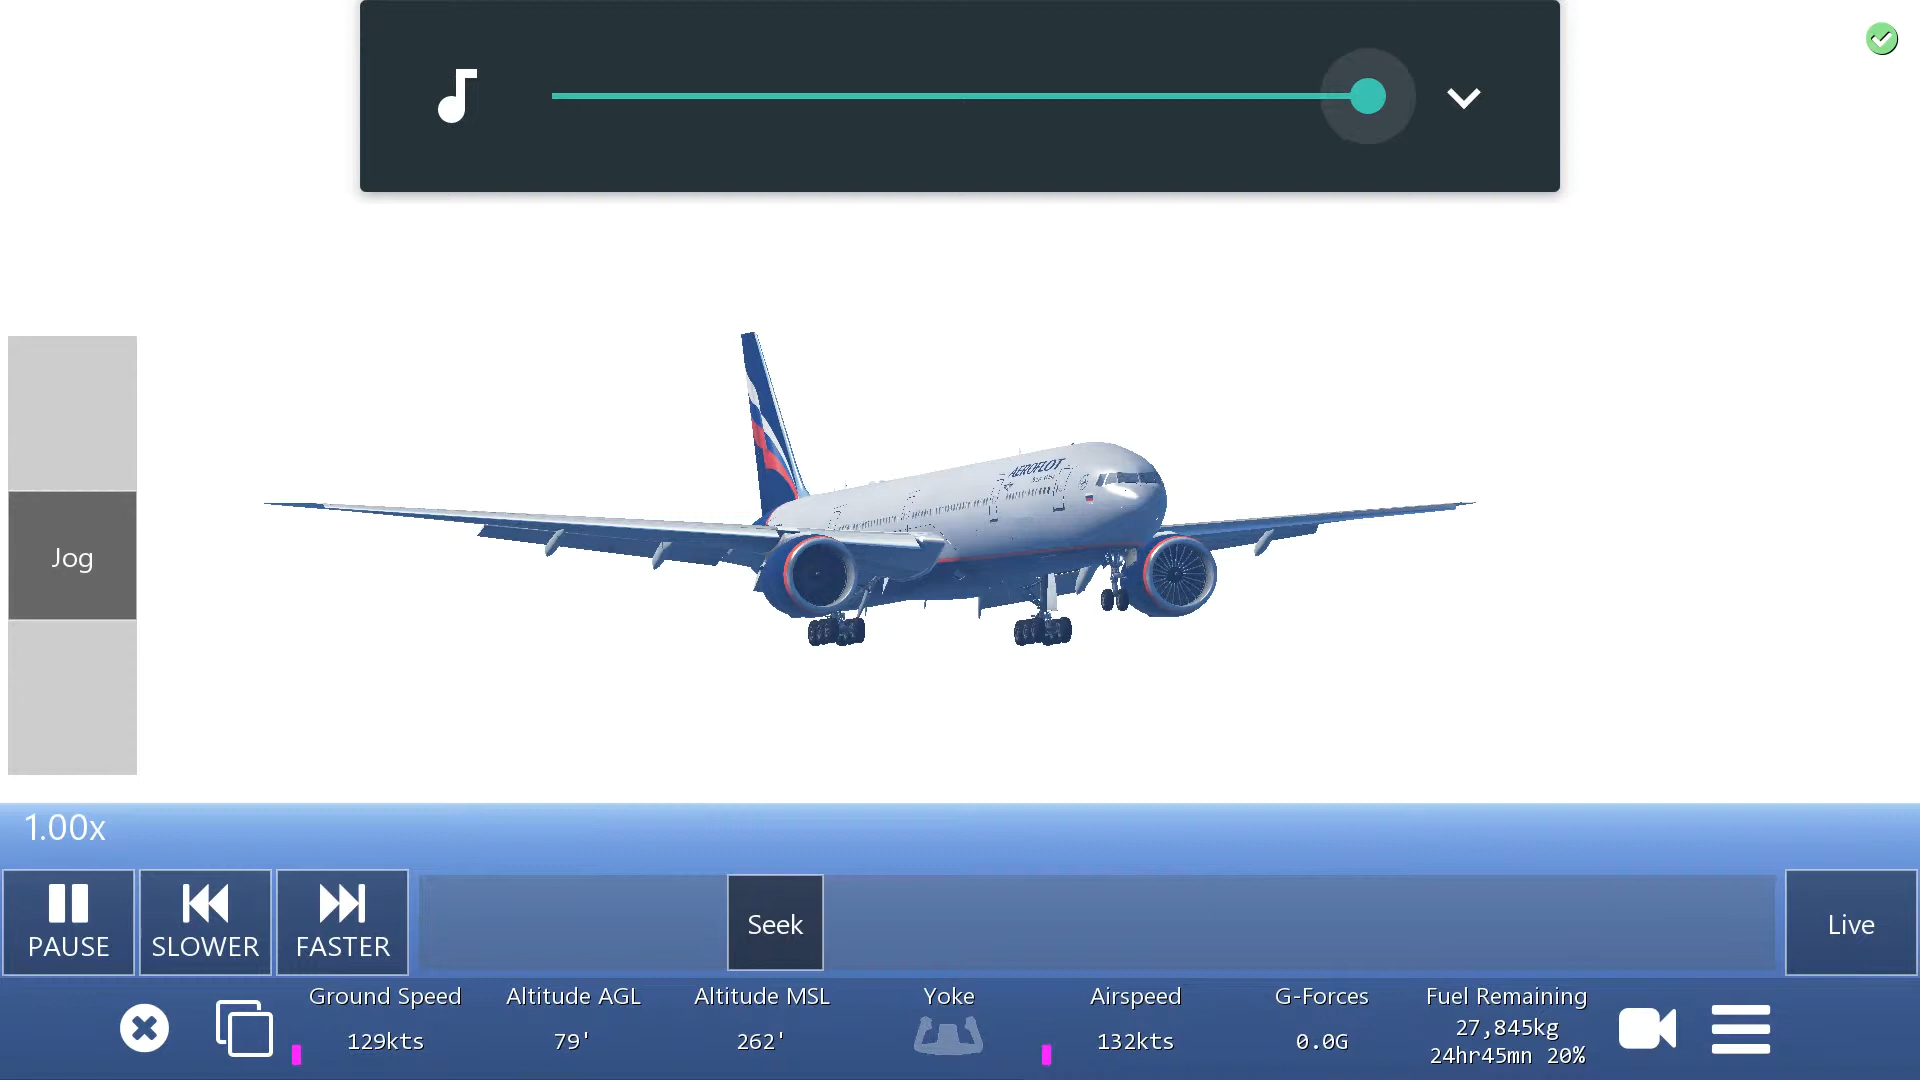 AEROFLOT
Jog
1.00x
PAUSE
SLOWER
FASTER
Seek
Live
Ground Speed
129kts
Altitude AGL
79'
Altitude MSL
262'
Yoke
Airspeed
132kts
G-Forces
0.0G
Fuel Remaining
27,845kg
24hr45mn 20%